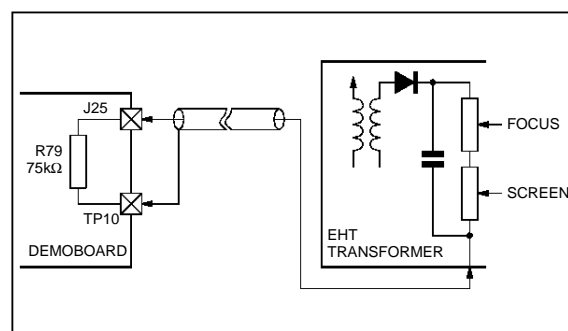 J25
R79
75kΩ
TP10
DEMOBOARD
FOCUS
SCREEN
EHT
TRANSFORMER